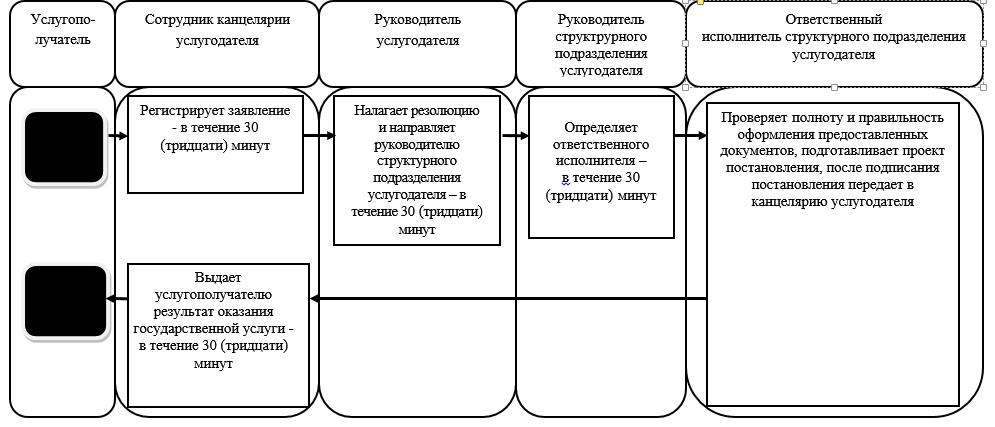 Услугопо-
лучатель
Сотрудник канцелярии
услугодателя
Руководитель
услугодателя
Руководитель
структрурного
подразделения
услугодателя
Ответственный
исполнитель структурного подразделения
услугодателя
Регистрирует заявление
- в течение 30
(тридцати) минут
Налагает резолюцию
и направляет
руководителю
структурного
подразделения
услугодателя – в
течение 30 (тридцати)
минут
Определяет
ответственного
исполнителя –
в течение 30
(тридцати) минут
Проверяет полноту и правильность
оформления предоставленных
документов, подготавливает проект
постановления, после подписания
постановления передает в
канцелярию услугодателя
Выдает
услугополучателю
результат оказания
государственной услуги -
в течение 30 (тридцати)
минут